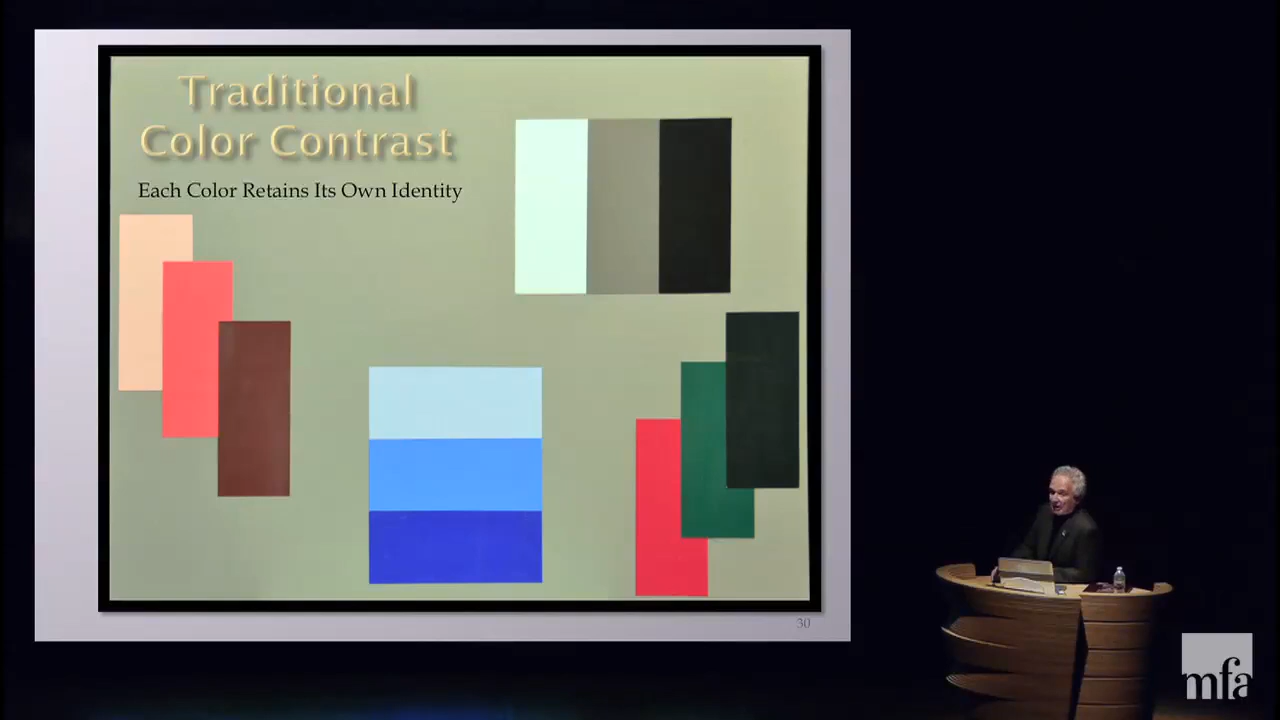 Traditional
Color Contrast
Each Color Retains Its Own Identity
30
mfa